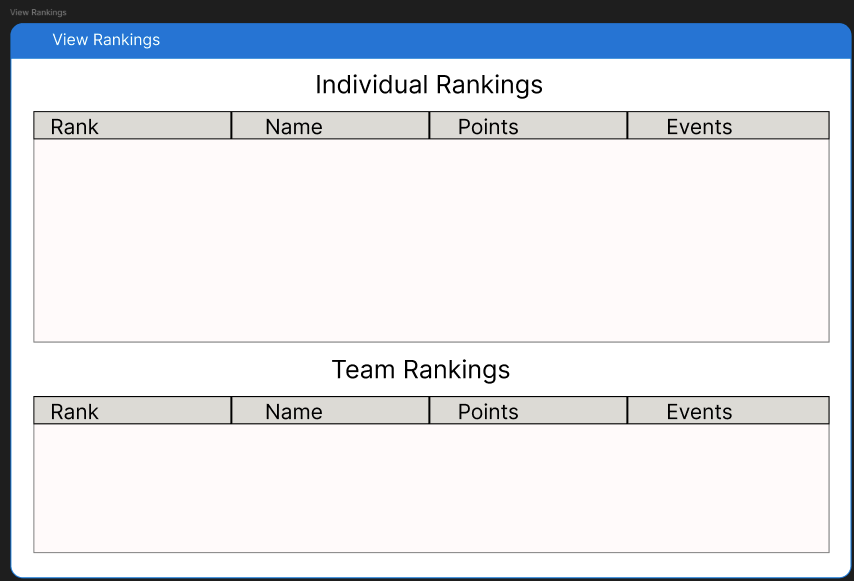 View Rankings
View Rankings
Individual Rankings
Rank Name Points Events
Team Rankings
Rank Name Points Events